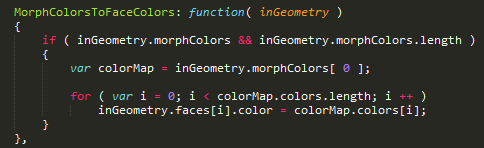 MorphColorsToFaceColors: function( inGeometry )
{
if ( inGeometry.morphColors && inGeometry.morphColors.length )
{
var colorMap = inGeometry.morphColors[ 0 ];
for ( var i = 0; i < colorMap.colors.length; i ++ )
inGeometry.faces[i].color = colorMap.colors[i];
}
},